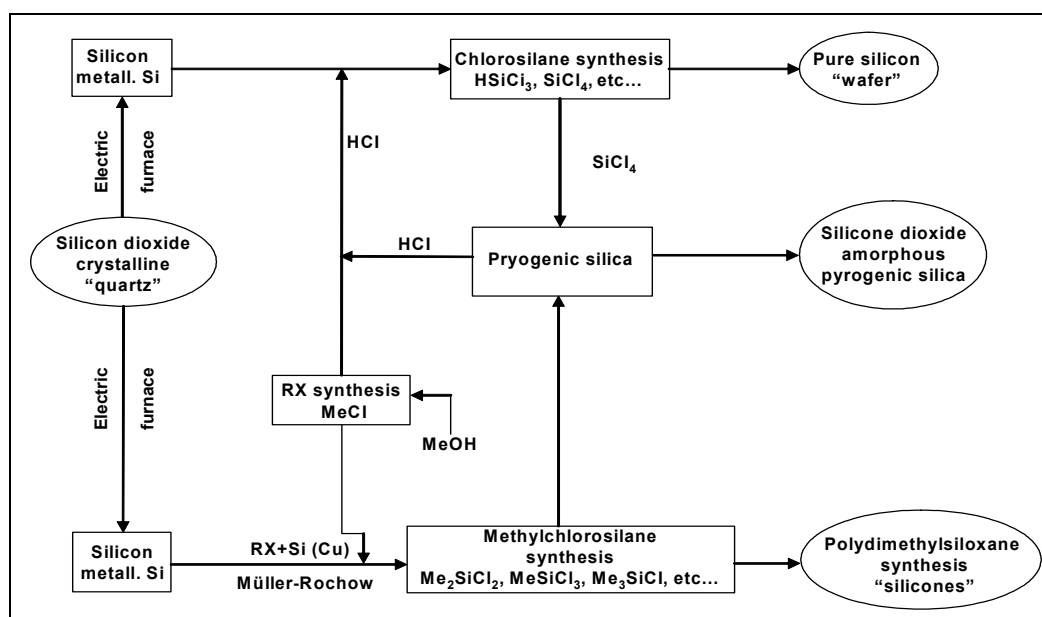 Silicon
metall. Si
Chlorosilane synthesis
HSiCi₃, SiCl₄, etc…
Pure silicon
“wafer”
Electric
furnace
HCl
SiCl₄
Silicon dioxide
crystalline
“quartz”
HCl
Pryogenic silica
Silicone dioxide
amorphous
pyrogenic silica
Electric
furnace
RX synthesis
MeCl
MeOH
Silicon
metall. Si
RX+Si (Cu)
Müller-Rochow
Methylchlorosilane
synthesis
Me₂SiCl₂, MeSiCl₃, Me₃SiCl, etc…
Polydimethylsiloxane
synthesis
“silicones”